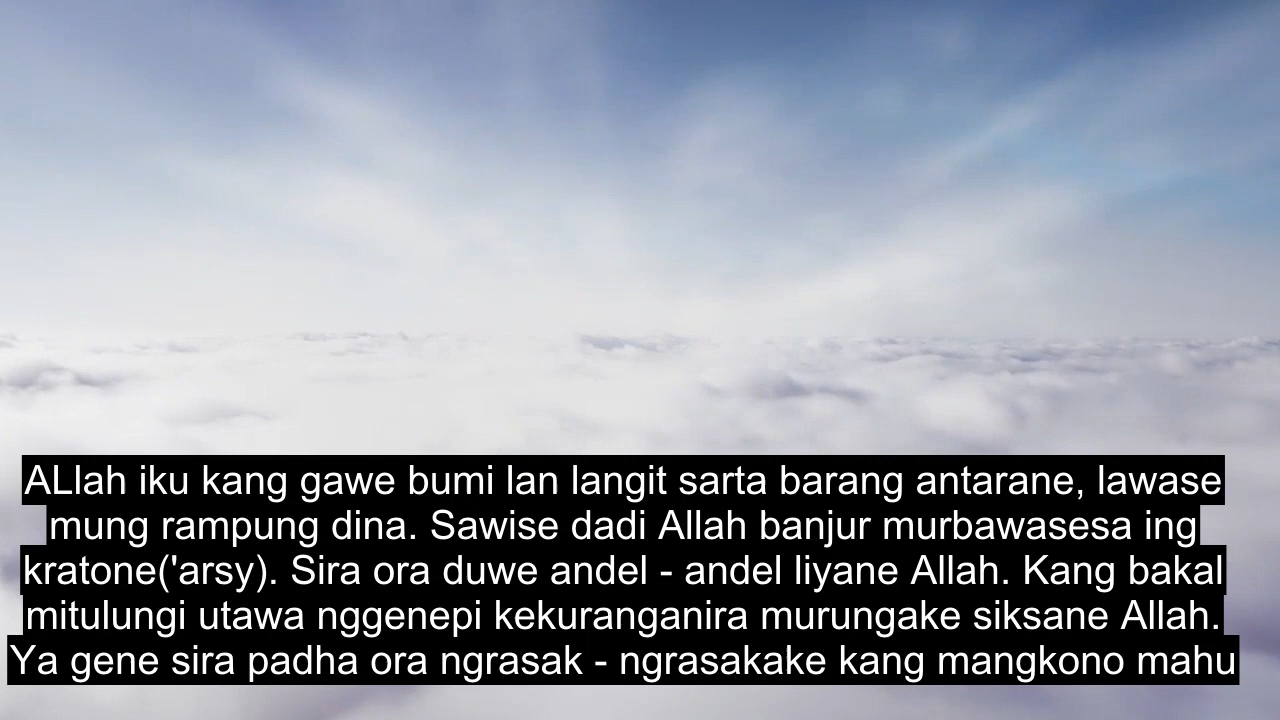 ALlah iku kang gawe bumi lan langit sarta barang antarane, lawase
mung rampung dina. Sawise dadi Allah banjur murbawasesa ing
kratone('arsy). Sira ora duwe andel - andel liyane Allah. Kang bakal
mitulungi utawa nggenepi kekuranganira murungake siksane Allah.
Ya gene sira padha ora ngrasak - ngrasakake kang mangkono mahu